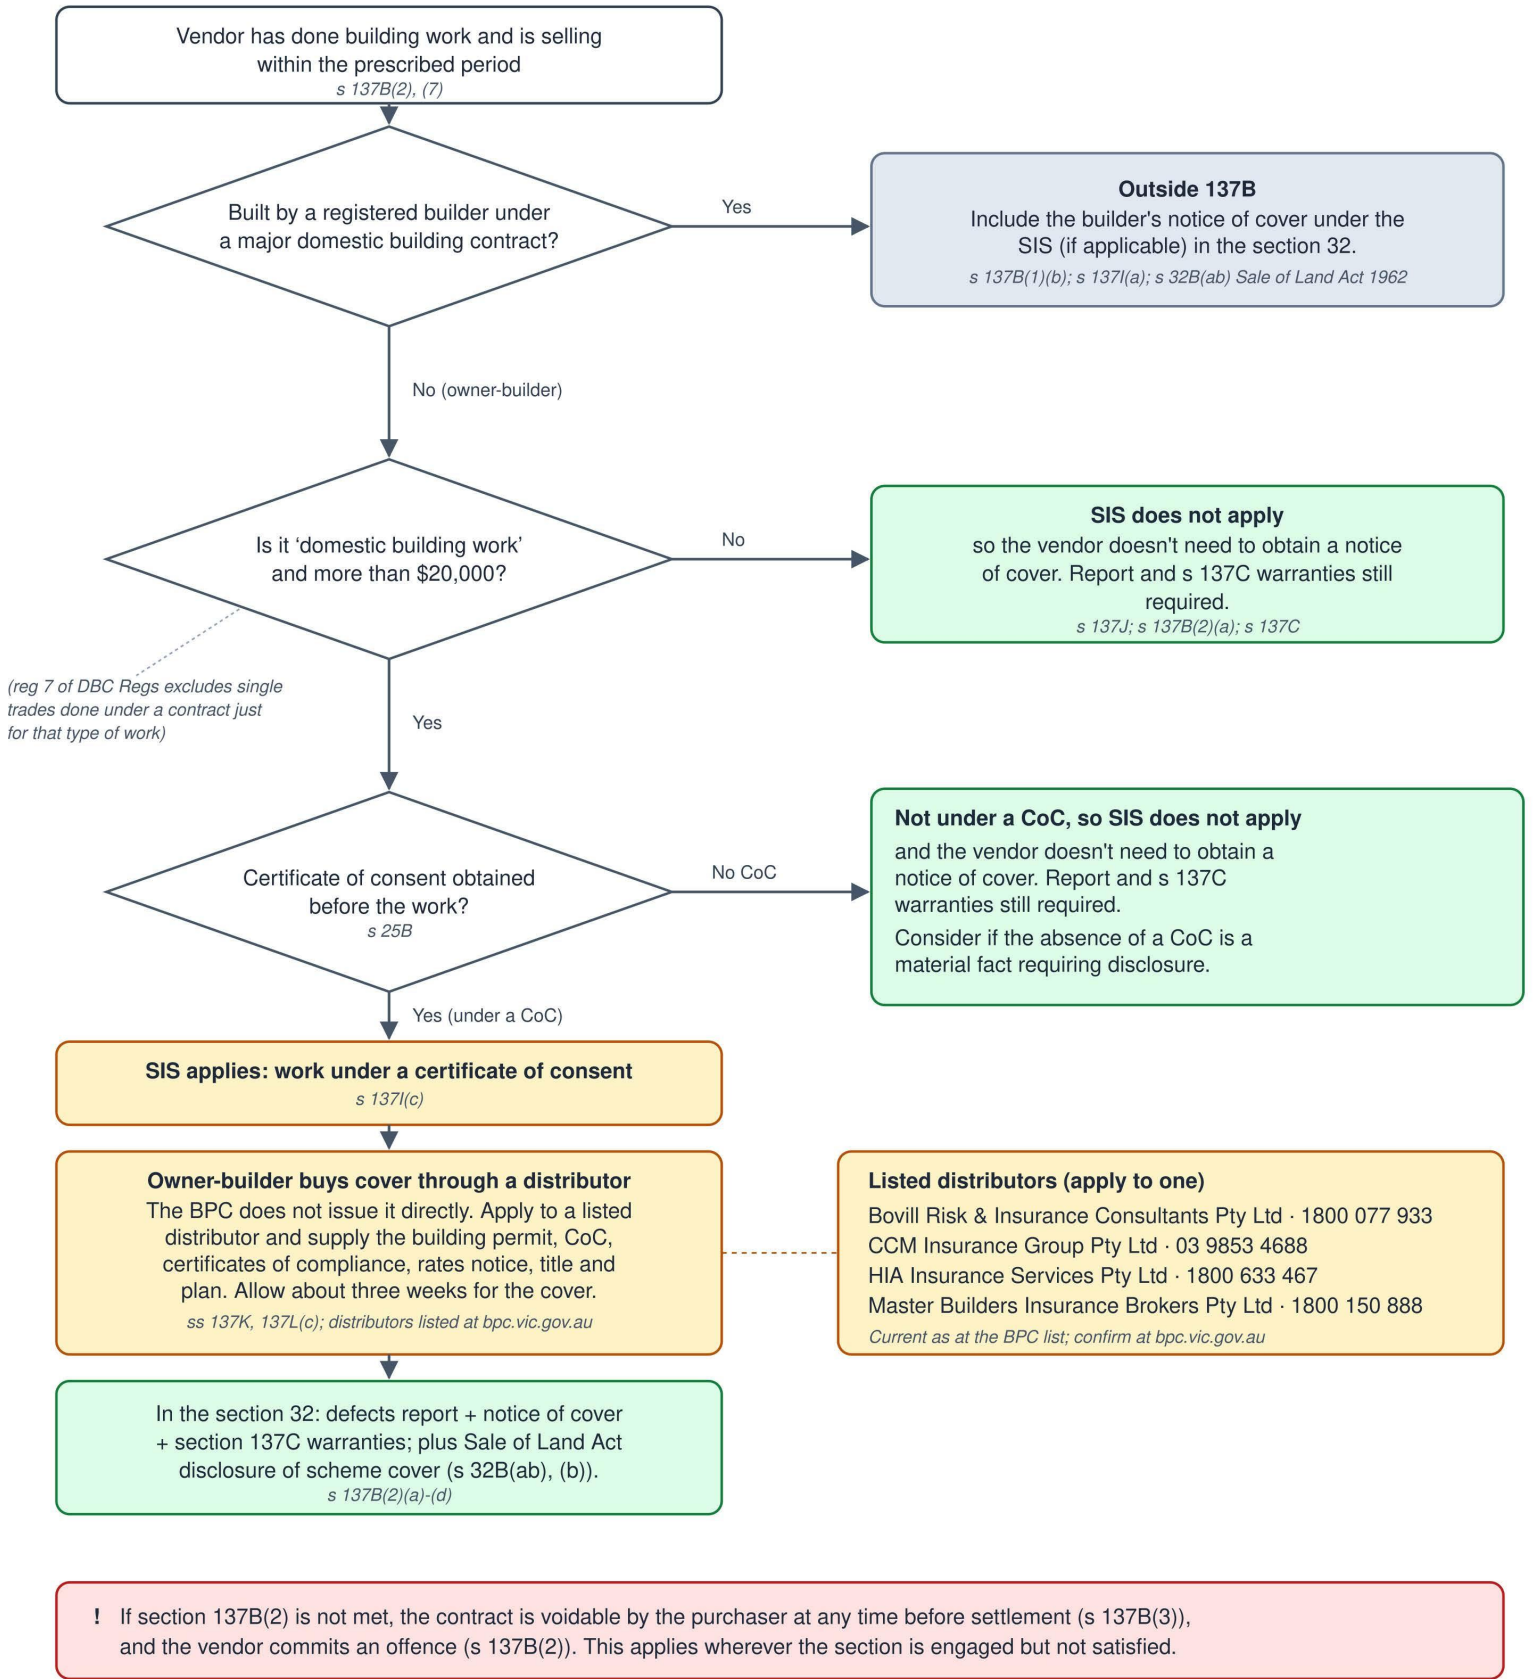 Vendor has done building work and is selling
within the prescribed period
s 137B(2), (7)
Built by a registered builder under
a major domestic building contract?
Yes
Outside 137B
Include the builder's notice of cover under the
SIS (if applicable) in the section 32.
s 137B(1)(b); s 137I(a); s 32B(ab) Sale of Land Act 1962
No (owner-builder)
Is it ‘domestic building work’
and more than $20,000?
No
SIS does not apply
so the vendor doesn't need to obtain a notice
of cover. Report and s 137C warranties still
required.
s 137J; s 137B(2)(a); s 137C
(reg 7 of DBC Regs excludes single
trades done under a contract just
for that type of work)
Yes
Certificate of consent obtained
before the work?
s 25B
No CoC
Not under a CoC, so SIS does not apply
and the vendor doesn't need to obtain a
notice of cover. Report and s 137C
warranties still required.
Consider if the absence of a CoC is a
material fact requiring disclosure.
Yes (under a CoC)
SIS applies: work under a certificate of consent
s 137I(c)
Owner-builder buys cover through a distributor
The BPC does not issue it directly. Apply to a listed
distributor and supply the building permit, CoC,
certificates of compliance, rates notice, title and
plan. Allow about three weeks for the cover.
ss 137K, 137L(c); distributors listed at bpc.vic.gov.au
Listed distributors (apply to one)
Bovill Risk & Insurance Consultants Pty Ltd · 1800 077 933
CCM Insurance Group Pty Ltd · 03 9853 4688
HIA Insurance Services Pty Ltd · 1800 633 467
Master Builders Insurance Brokers Pty Ltd · 1800 150 888
Current as at the BPC list; confirm at bpc.vic.gov.au
In the section 32: defects report + notice of cover
+ section 137C warranties; plus Sale of Land Act
disclosure of scheme cover (s 32B(ab), (b)).
s 137B(2)(a)-(d)
! If section 137B(2) is not met, the contract is voidable by the purchaser at any time before settlement (s 137B(3)),
and the vendor commits an offence (s 137B(2)). This applies wherever the section is engaged but not satisfied.